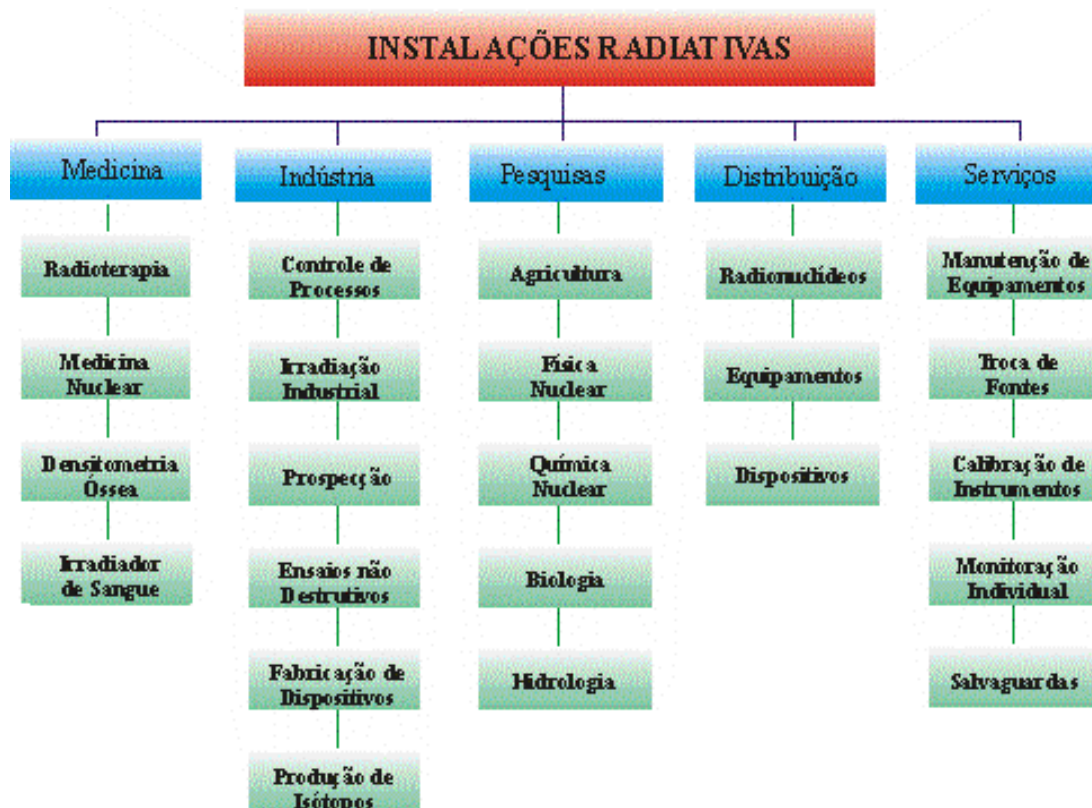 INSTALAÇÕES RADIATIVAS
Medicina
Radioterapia
Medicina
Nuclear
Densitometria
Óssea
Irradiador
de Sangue
Indústria
Controle de
Processos
Irradiação
Industrial
Prospecção
Ensaios não
Destrutivos
Fabricação de
Dispositivos
Produção de
Isótopos
Pesquisas
Agricultura
Física
Nuclear
Química
Nuclear
Biologia
Hidrologia
Distribuição
Radionuclídeos
Equipamentos
Dispositivos
Serviços
Manutenção de
Equipamentos
Troca de
Fontes
Calibração de
Instrumentos
Monitoração
Individual
Salvaguardas